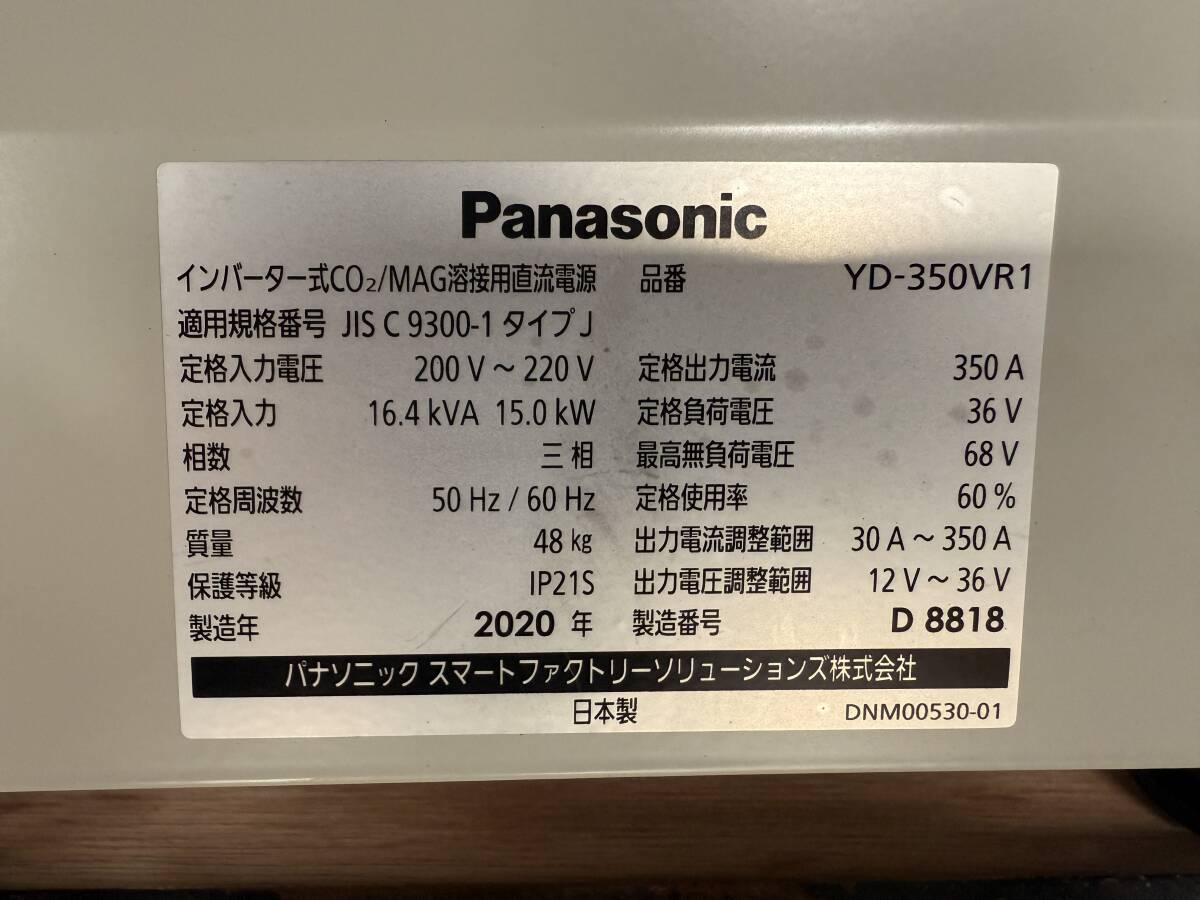 Panasonic
インバーター式CO₂/MAG溶接用直流電源 品番 YD-350VR1
適用規格番号 JIS C 9300-1 タイプJ
定格入力電圧 200 V～220 V 定格出力電流 350 A
定格入力 16.4 kVA 15.0 kW 定格負荷電圧 36 V
相数 三相 最高無負荷電圧 68 V
定格周波数 50 Hz / 60 Hz 定格使用率 60 %
質量 48 kg 出力電流調整範囲 30 A～350 A
保護等級 IP21S 出力電圧調整範囲 12 V～36 V
製造年 2020 年 製造番号 D 8818
パナソニック スマートファクトリーソリューションズ株式会社
日本製 DNM00530-01